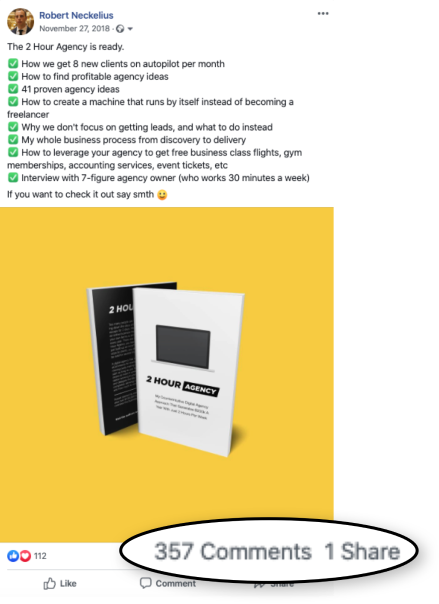 Robert Neckelius
November 27, 2018
The 2 Hour Agency is ready.
✅ How we get 8 new clients on autopilot per month
✅ How to find profitable agency ideas
✅ 41 proven agency ideas
✅ How to create a machine that runs by itself instead of becoming a
freelancer
✅ Why we don't focus on getting leads, and what to do instead
✅ My whole business process from discovery to delivery
✅ How to leverage your agency to get free business class flights, gym
memberships, accounting services, event tickets, etc
✅ Interview with 7-figure agency owner (who works 30 minutes a week)
If you want to check it out say smth 😀
2 HOU
2 HOUR AGENCY
112
357 Comments 1 Share
Like
Comment
Share